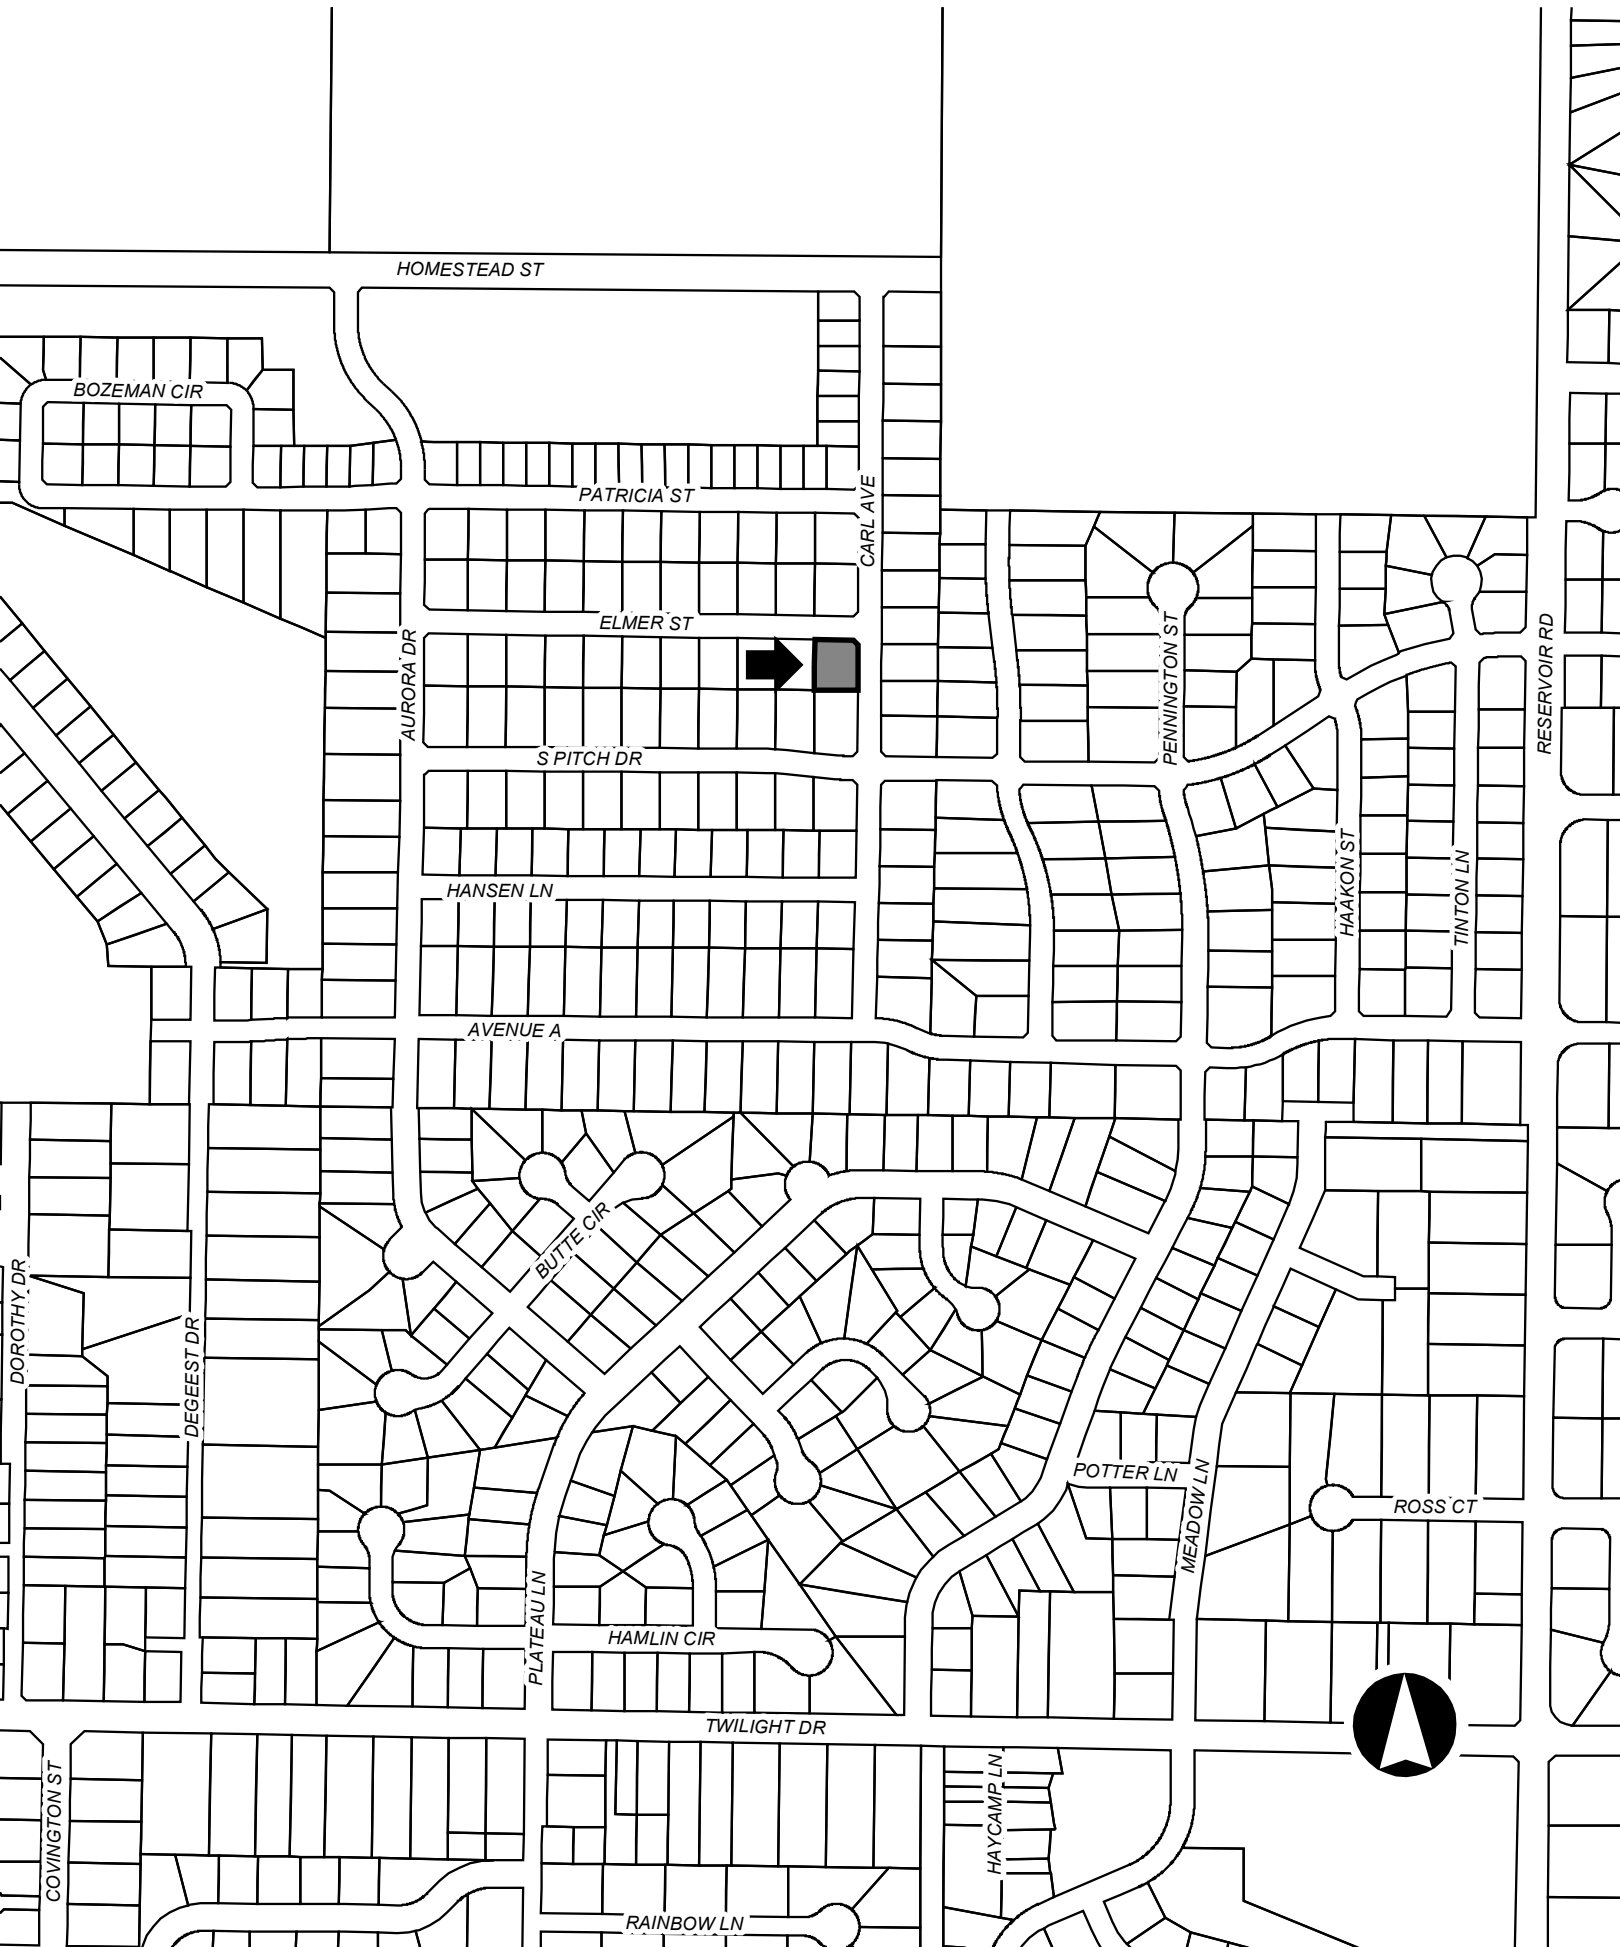 HOMESTEAD ST
BOZEMAN CIR
PATRICIA ST
CARL AVE
ELMER ST
AURORA DR
PENNINGTON ST
RESERVOIR RD
S PITCH DR
HAAKON ST
TINTON LN
HANSEN LN
AVENUE A
BUTTE CIR
DOROTHY DR
DEGEEST DR
POTTER LN
MEADOW LN
ROSS CT
PLATEAU LN
HAMLIN CIR
TWILIGHT DR
COVINGTON ST
HAYCAMP LN
RAINBOW LN